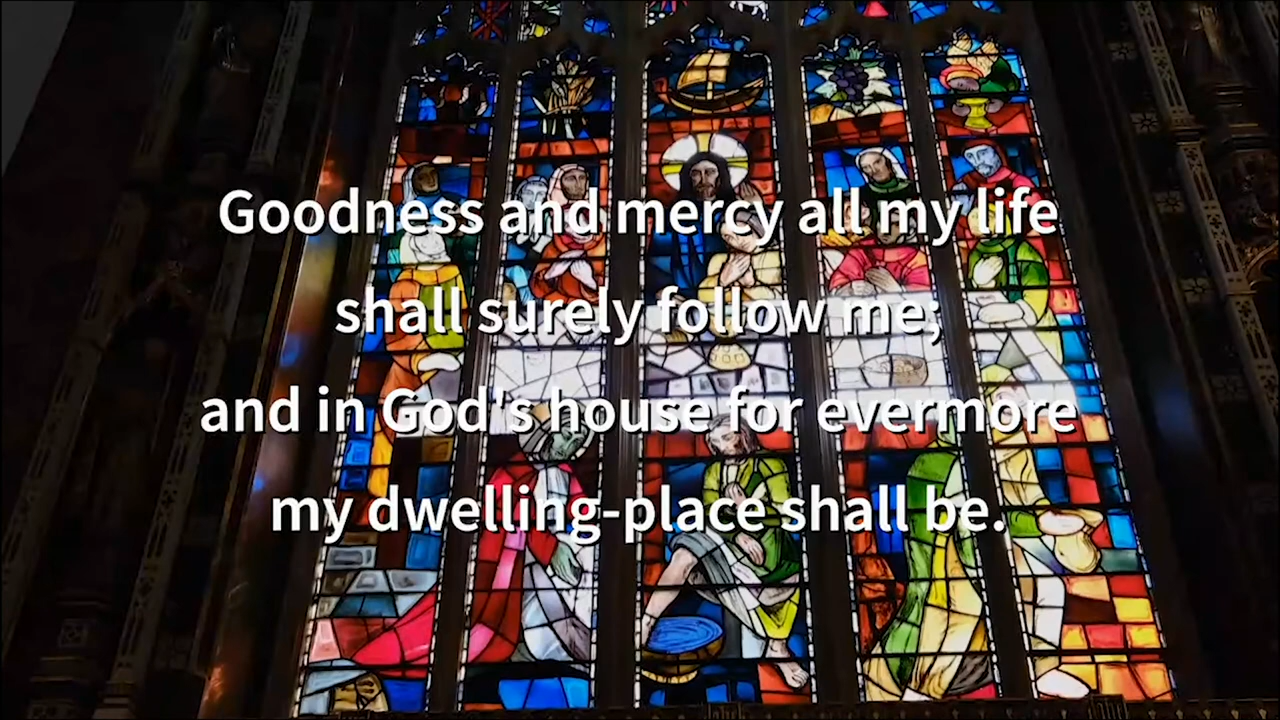 Goodness and mercy all my life
shall surely follow me;
and in God's house for evermore
my dwelling-place shall be.